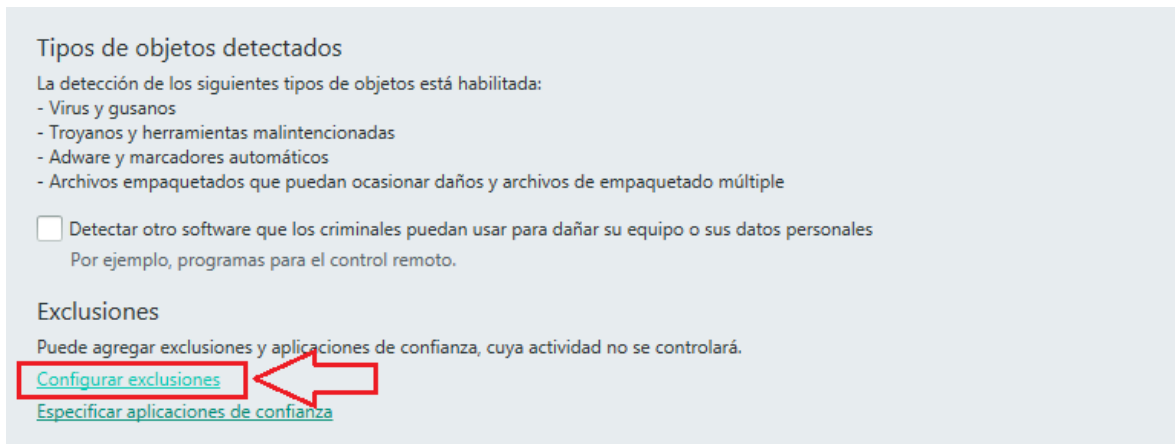 Tipos de objetos detectados
La detección de los siguientes tipos de objetos está habilitada:
- Virus y gusanos
- Troyanos y herramientas malintencionadas
- Adware y marcadores automáticos
- Archivos empaquetados que puedan ocasionar daños y archivos de empaquetado múltiple
Detectar otro software que los criminales puedan usar para dañar su equipo o sus datos personales
Por ejemplo, programas para el control remoto.
Exclusiones
Puede agregar exclusiones y aplicaciones de confianza, cuya actividad no se controlará.
Configurar exclusiones
Especificar aplicaciones de confianza